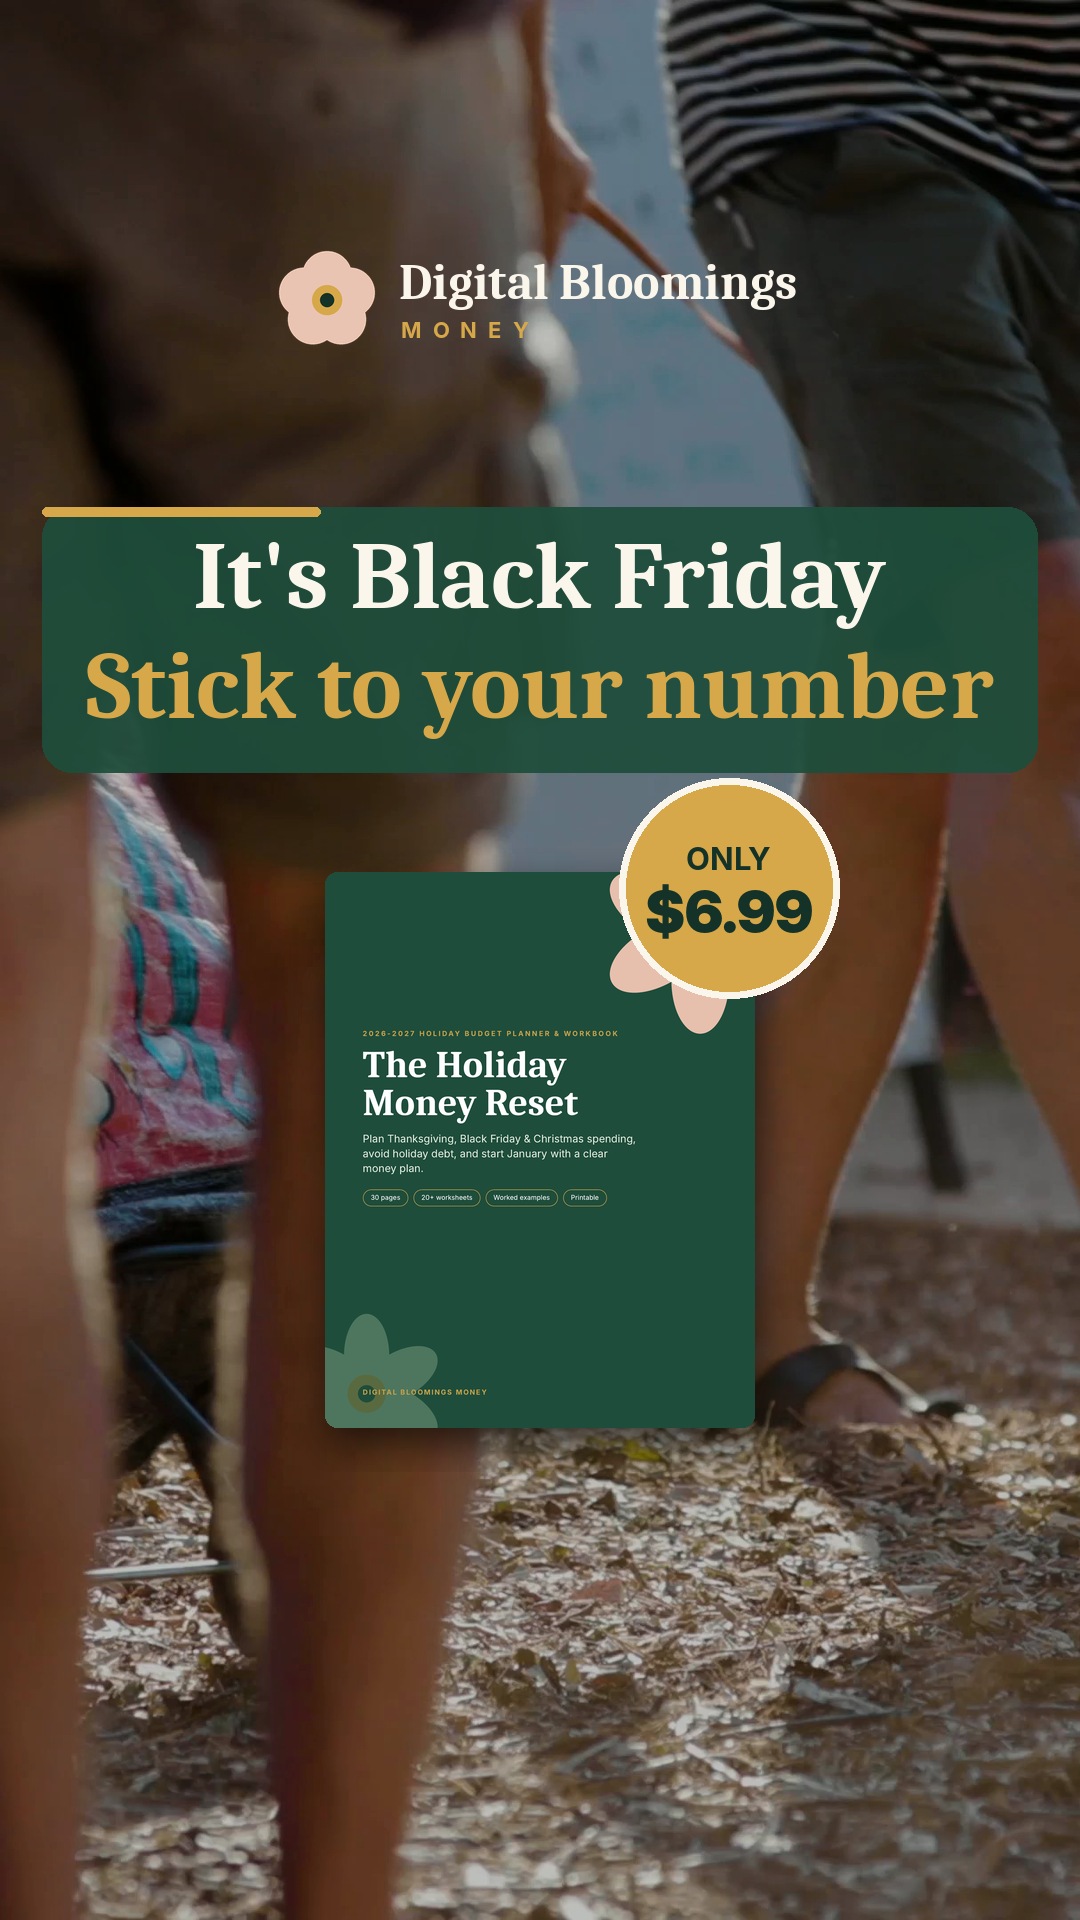 Digital Bloomings
MONEY
It's Black Friday
Stick to your number
ONLY
$6.99
2026-2027 HOLIDAY BUDGET PLANNER & WORKBOOK
The Holiday
Money Reset
Plan Thanksgiving, Black Friday & Christmas spending,
avoid holiday debt, and start January with a clear
money plan.
30 pages
20+ worksheets
Worked examples
Printable
DIGITAL BLOOMINGS MONEY